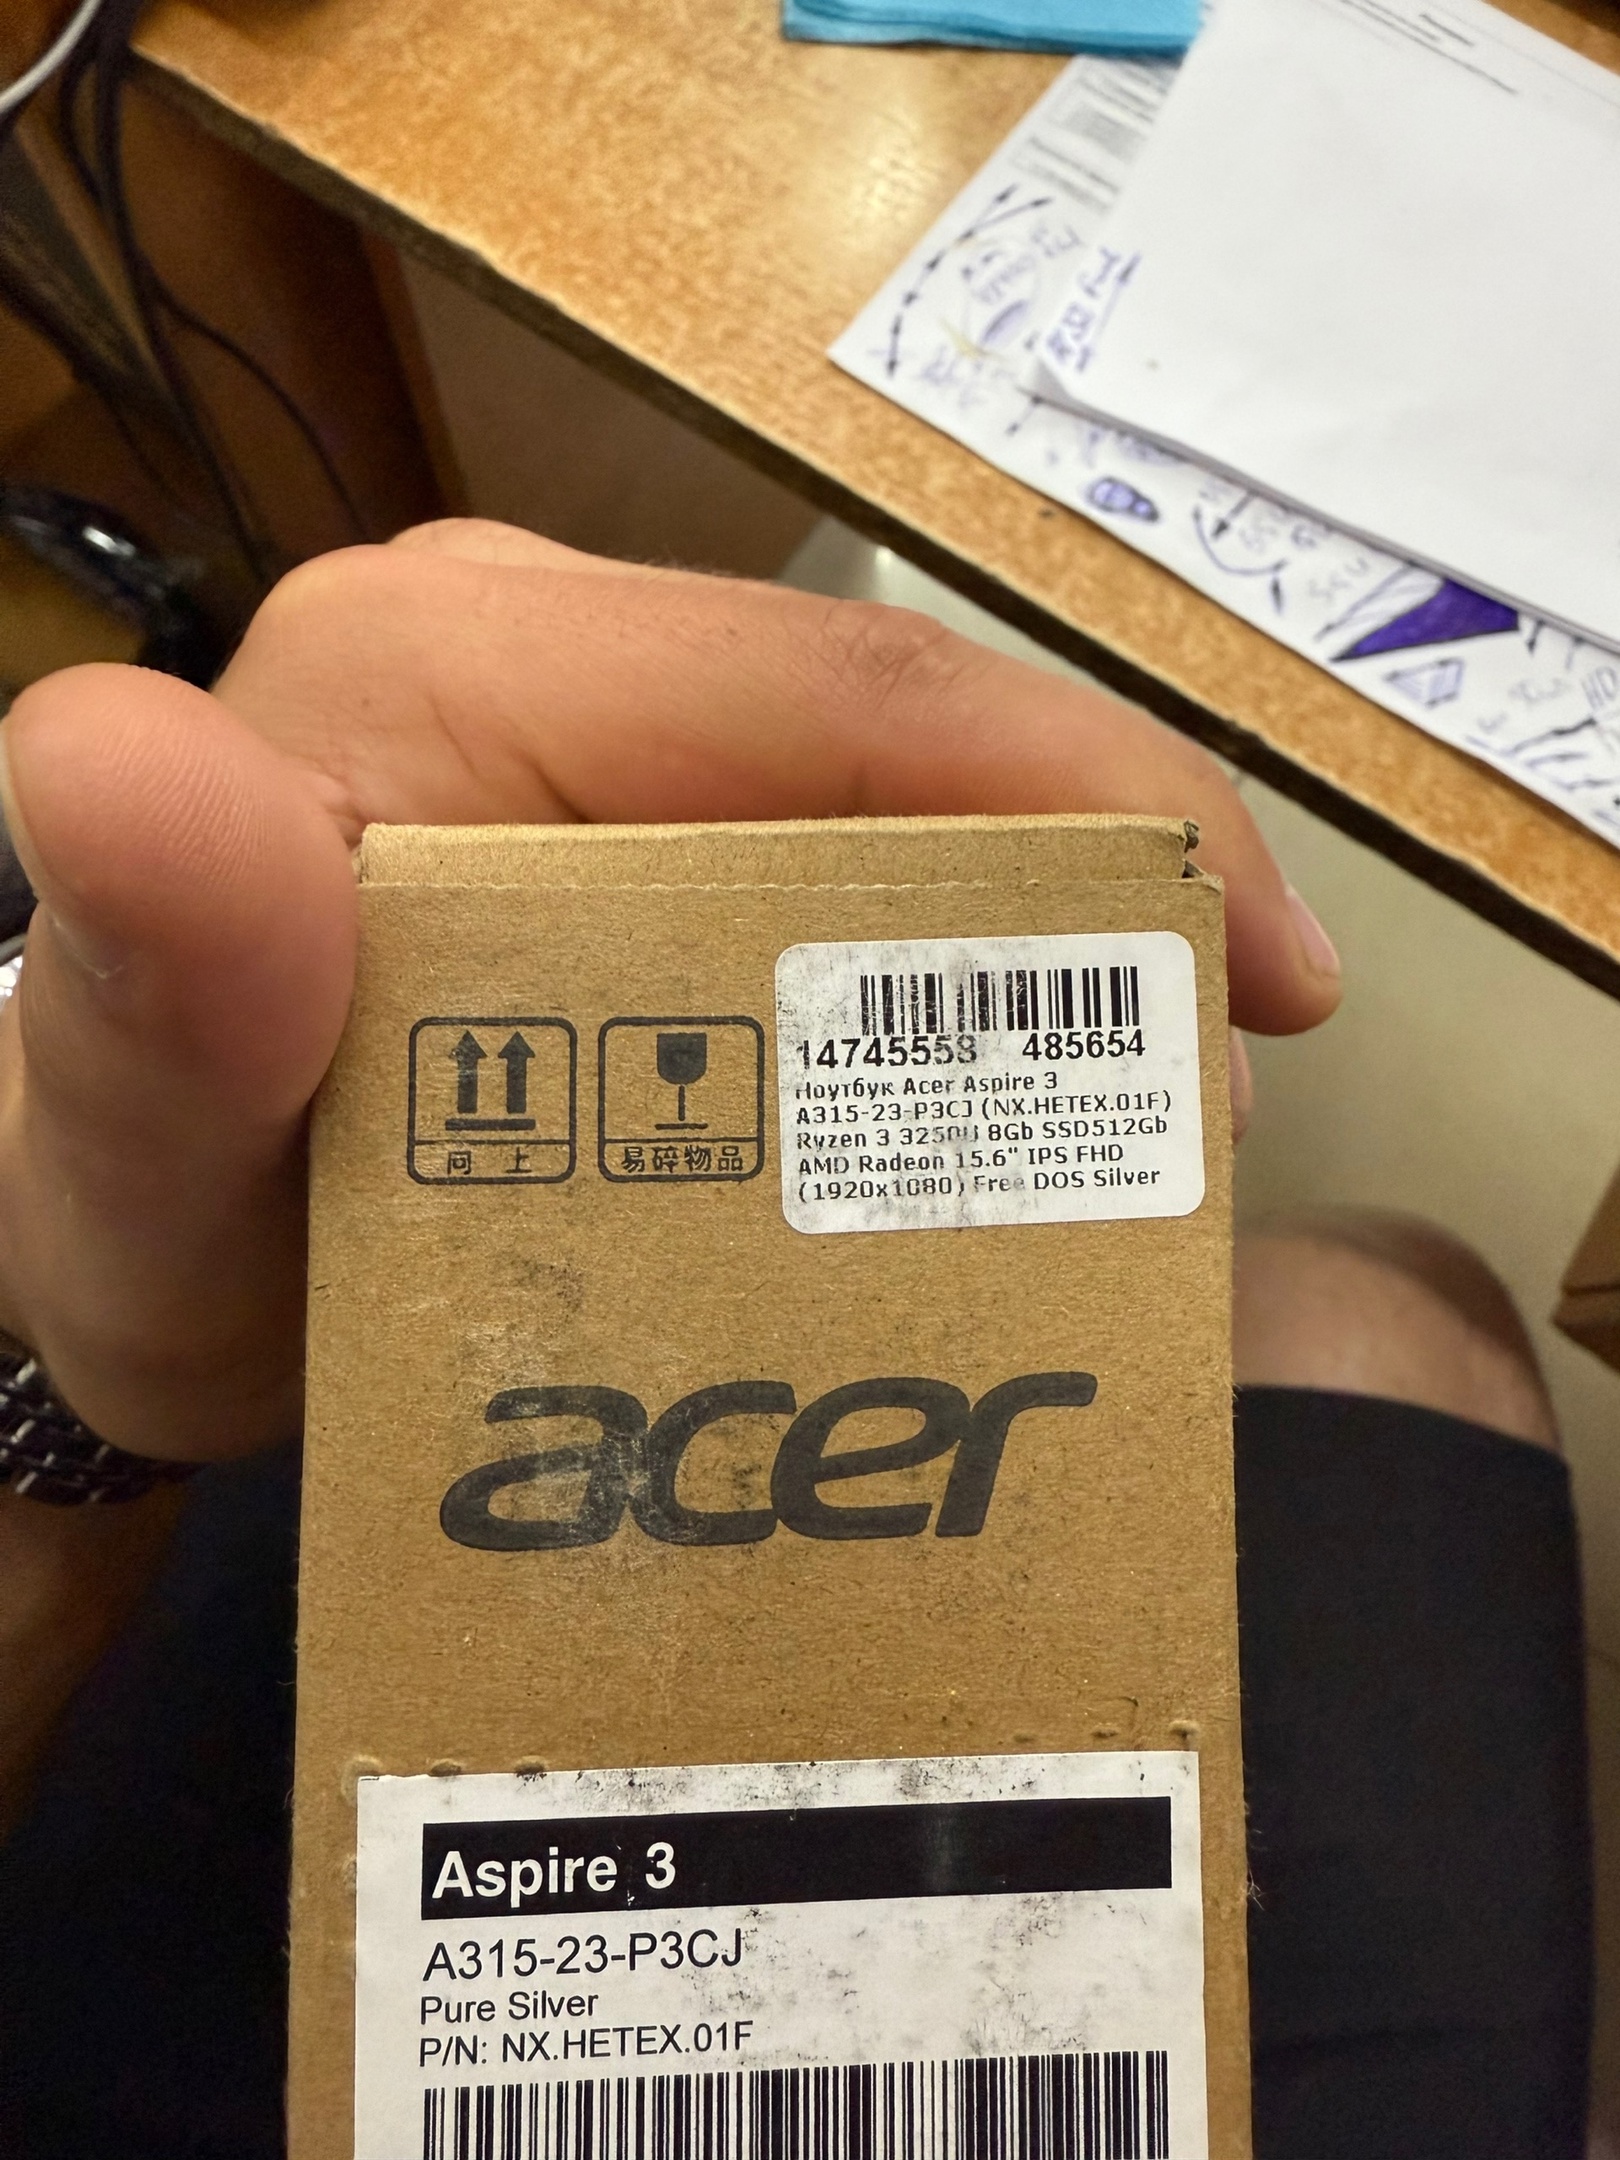 向 上
易碎物品
14745558 485654
Ноутбук Acer Aspire 3
A315-23-P3CJ (NX.HETEX.01F)
Ryzen 3 3250U 8Gb SSD512Gb
AMD Radeon 15.6" IPS FHD
(1920x1080) Free DOS Silver
acer
Aspire 3
A315-23-P3CJ
Pure Silver
P/N: NX.HETEX.01F